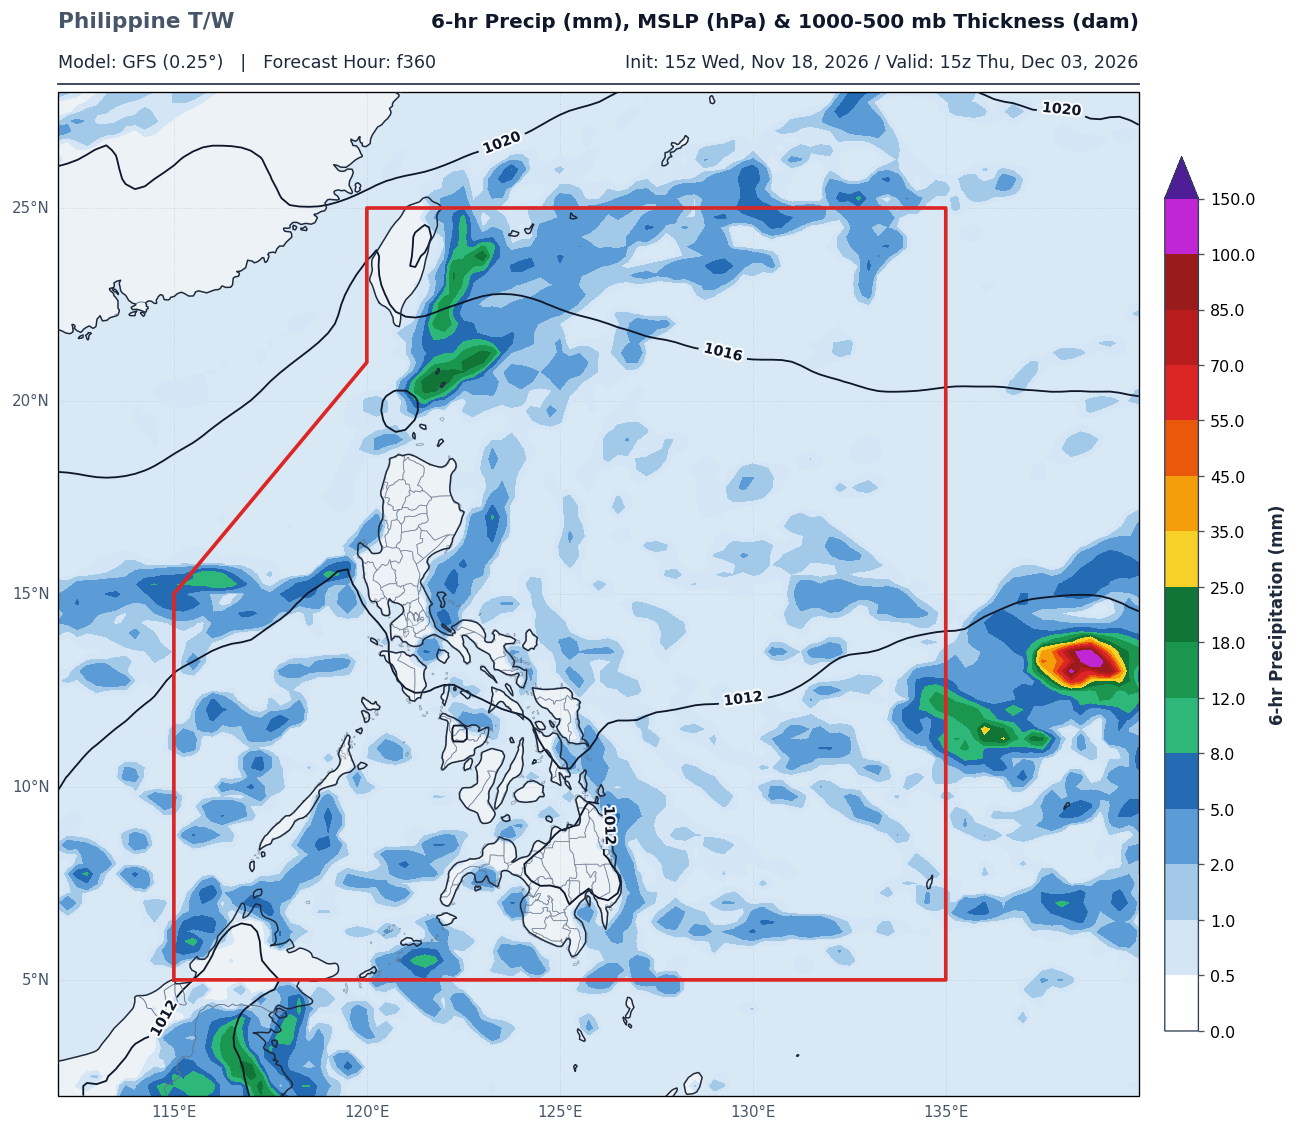 Philippine T/W
6-hr Precip (mm), MSLP (hPa) & 1000-500 mb Thickness (dam)
Model: GFS (0.25°) | Forecast Hour: f360
Init: 15z Wed, Nov 18, 2026 / Valid: 15z Thu, Dec 03, 2026
1020
1020
1016
1012
1012
1012
25°N
20°N
15°N
10°N
5°N
115°E
120°E
125°E
130°E
135°E
150.0
100.0
85.0
70.0
55.0
45.0
35.0
25.0
18.0
12.0
8.0
5.0
2.0
1.0
0.5
0.0
6-hr Precipitation (mm)